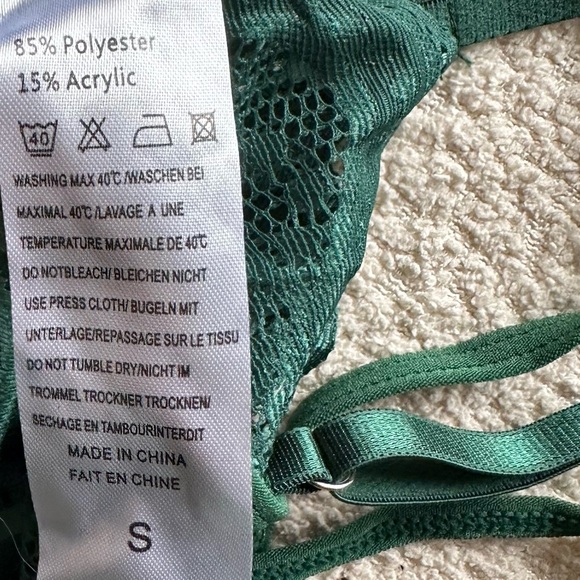 85% Polyester
15% Acrylic
40
WASHING MAX 40℃/WASCHEN BEI
MAXIMAL 40℃/LAVAGE A UNE
TEMPERATURE MAXIMALE DE 40℃
DO NOTBLEACH/ BLEICHEN NICHT
USE PRESS CLOTH/ BUGELN MIT
UNTERLAGE/REPASSAGE SUR LE TISSU
DO NOT TUMBLE DRY/NICHT IM
TROMMEL TROCKNER TROCKNEN/
SECHAGE EN TAMBOURINTERDIT
MADE IN CHINA
FAIT EN CHINE
S